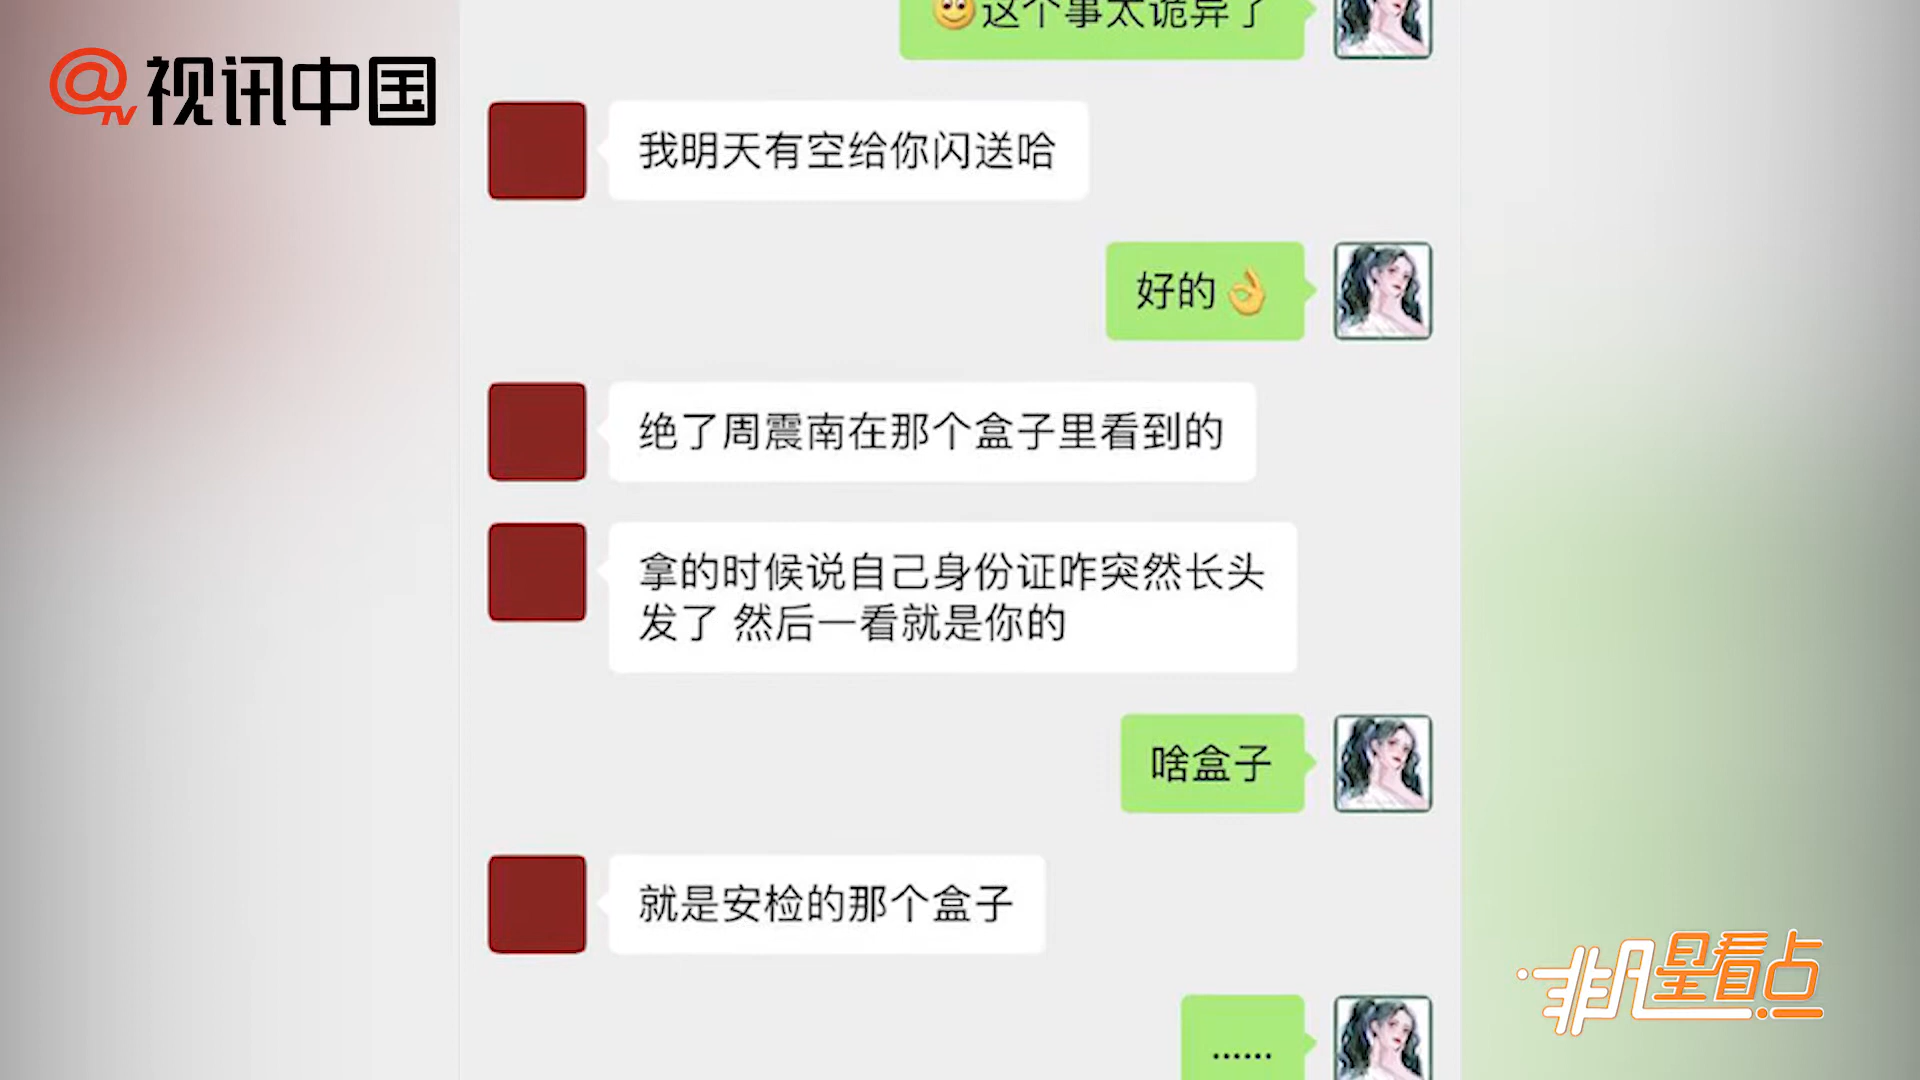 这个事太诡异了
@TV 视讯中国
我明天有空给你闪送哈
好的👌
绝了周震南在那个盒子里看到的
拿的时候说自己身份证咋突然长头
发了 然后一看就是你的
啥盒子
就是安检的那个盒子
非凡星看点
......